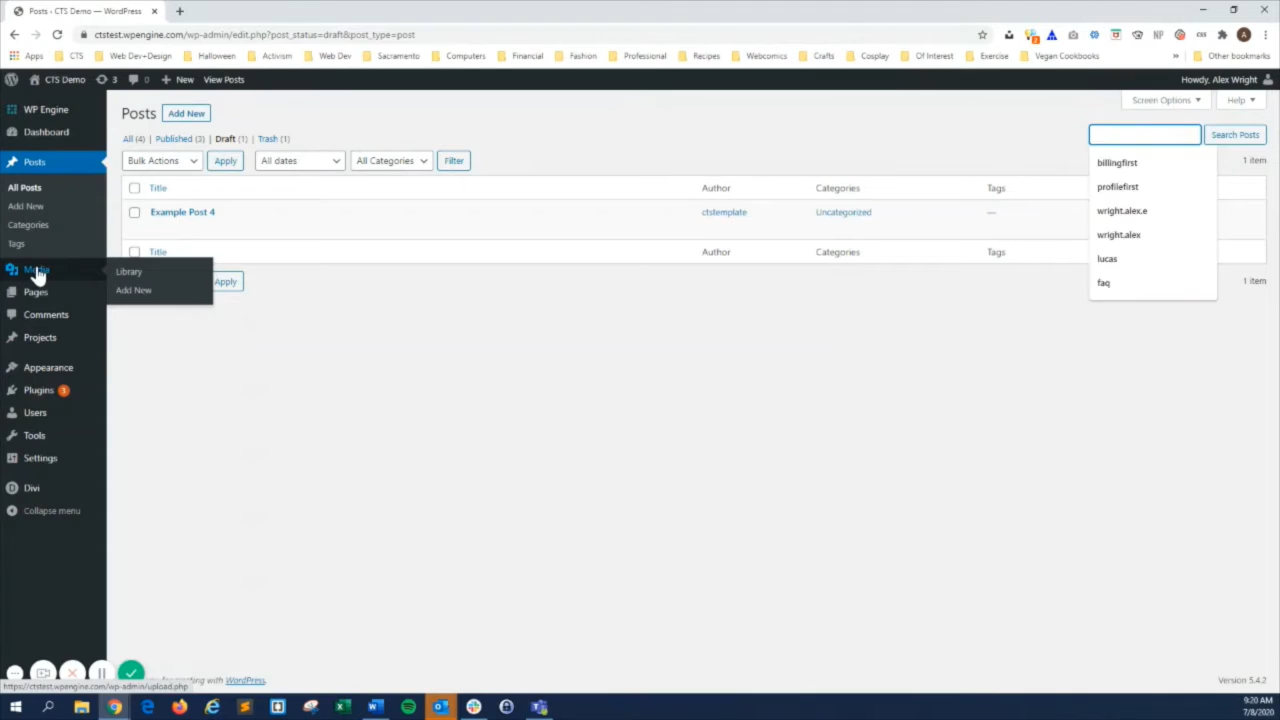 Posts ‹ CTS Demo — WordPress
ctstest.wpengine.com/wp-admin/edit.php?post_status=draft&post_type=post
Apps CTS Web Dev+Design Halloween Activism Web Dev Sacramento Computers Financial Fashion Professional Recipes Webcomics Crafts Cosplay Of Interest Exercise Vegan Cookbooks » Other bookmarks
CTS Demo 3 0 New View Posts Howdy, Alex Wright
WP Engine
Dashboard
Posts
All Posts
Add New
Categories
Tags
Media
Library
Add New
Pages
Comments
Projects
Appearance
Plugins 3
Users
Tools
Settings
Divi
Collapse menu
Screen Options Help
Posts Add New
All (4) | Published (3) | Draft (1) | Trash (1)
Search Posts
Bulk Actions Apply All dates All Categories Filter
1 item
Title Author Categories Tags
Example Post 4 ctstemplate Uncategorized —
Title Author Categories Tags
Apply
1 item
billingfirst
profilefirst
wright.alex.e
wright.alex
lucas
faq
creating with WordPress.
Version 5.4.2
https://ctstest.wpengine.com/wp-admin/upload.php
9:20 AM
7/8/2020